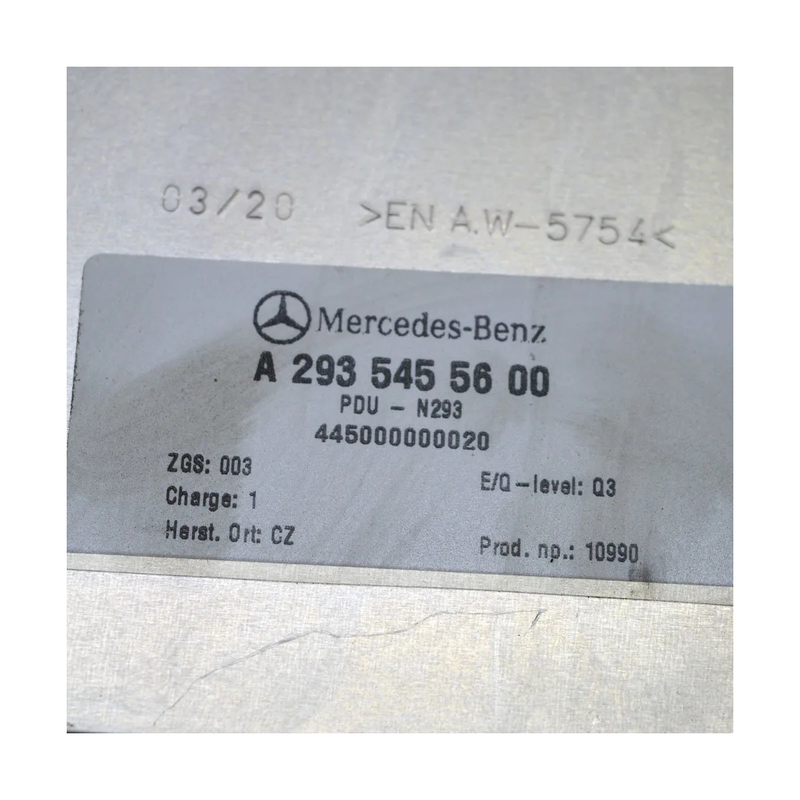 03/20 >EN A.W-5754<
Mercedes-Benz
A 293 545 56 00
PDU - N293
445000000020
ZGS: 003
E/Q-level: Q3
Charge: 1
Herst. Ort: CZ
Prod. np.: 10990